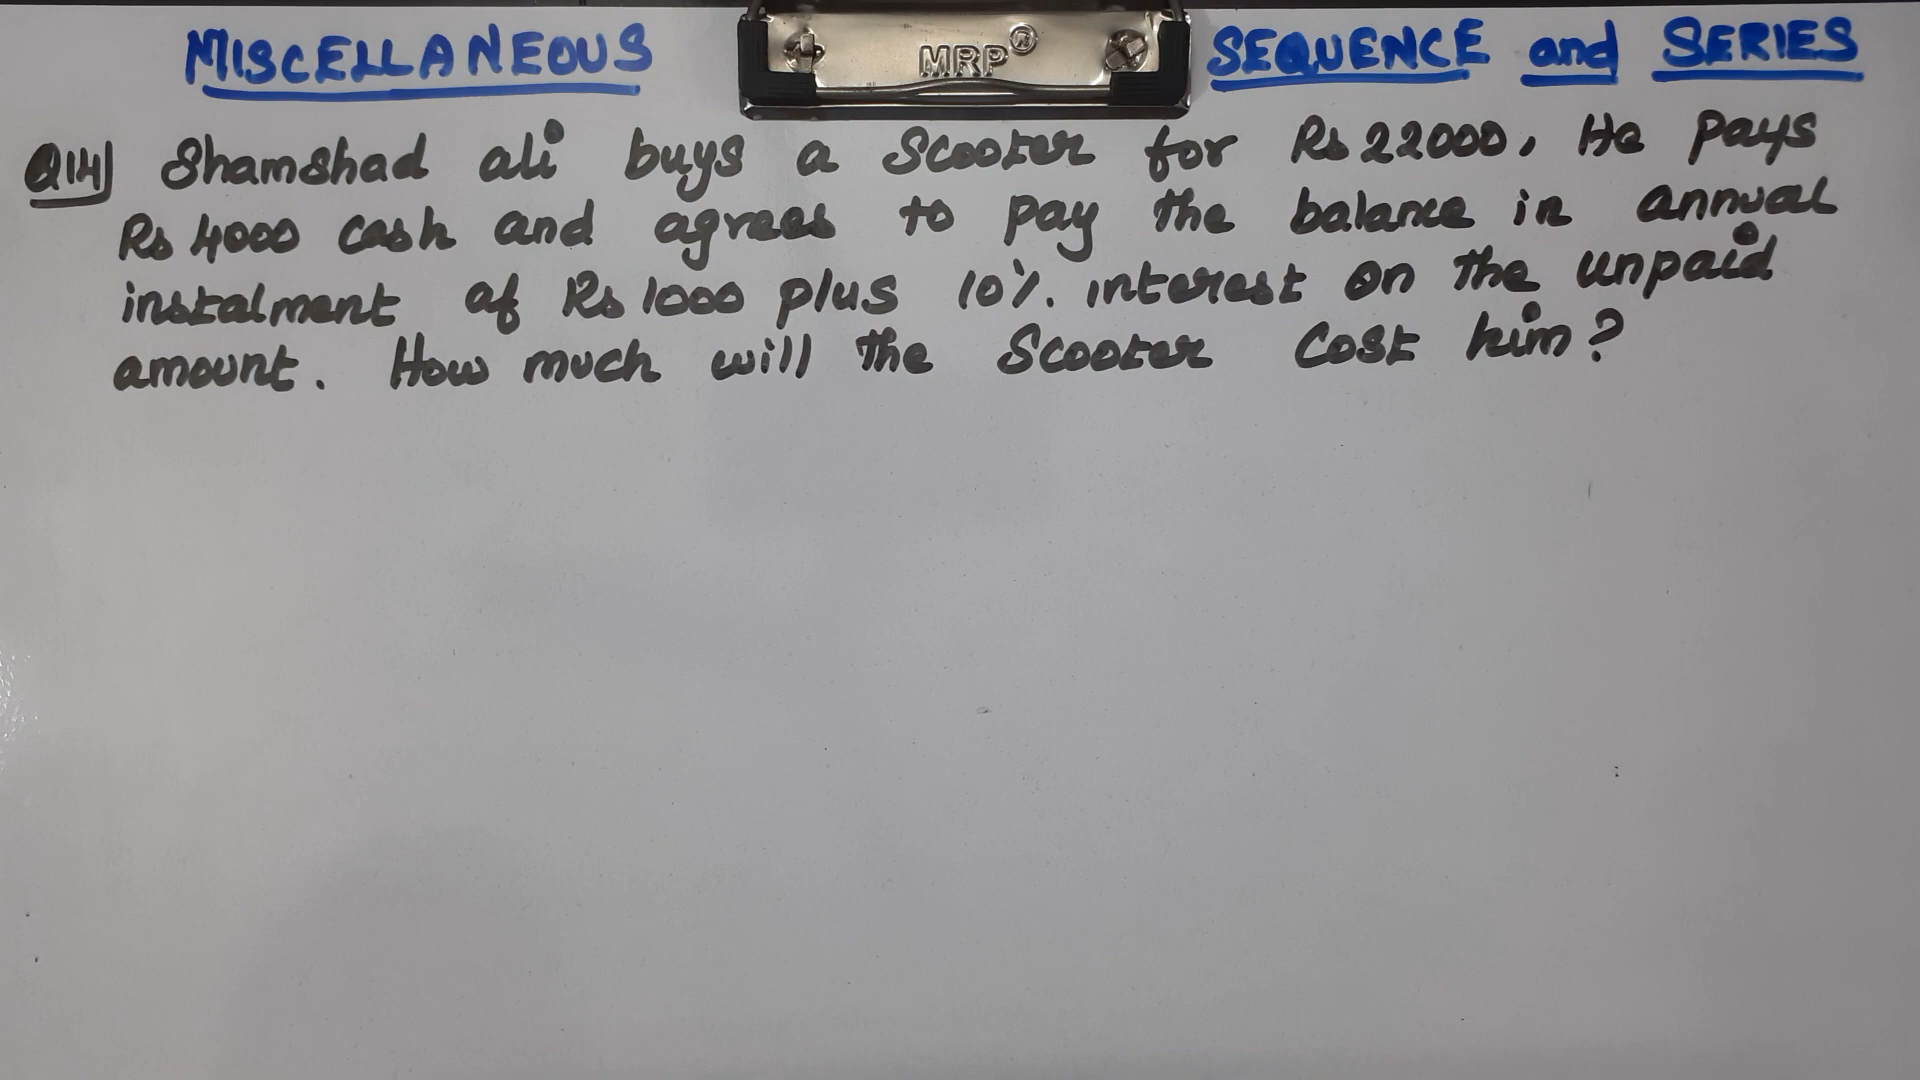 MISCELLANEOUS
MRP®
SEQUENCE and SERIES
Q14) Shamshad ali buys a Scooter for Rs 22000. He pays
Rs 4000 cash and agrees to pay the balance in annual
instalment of Rs 1000 plus 10%. interest on the unpaid
amount. How much will the Scooter Cost him?